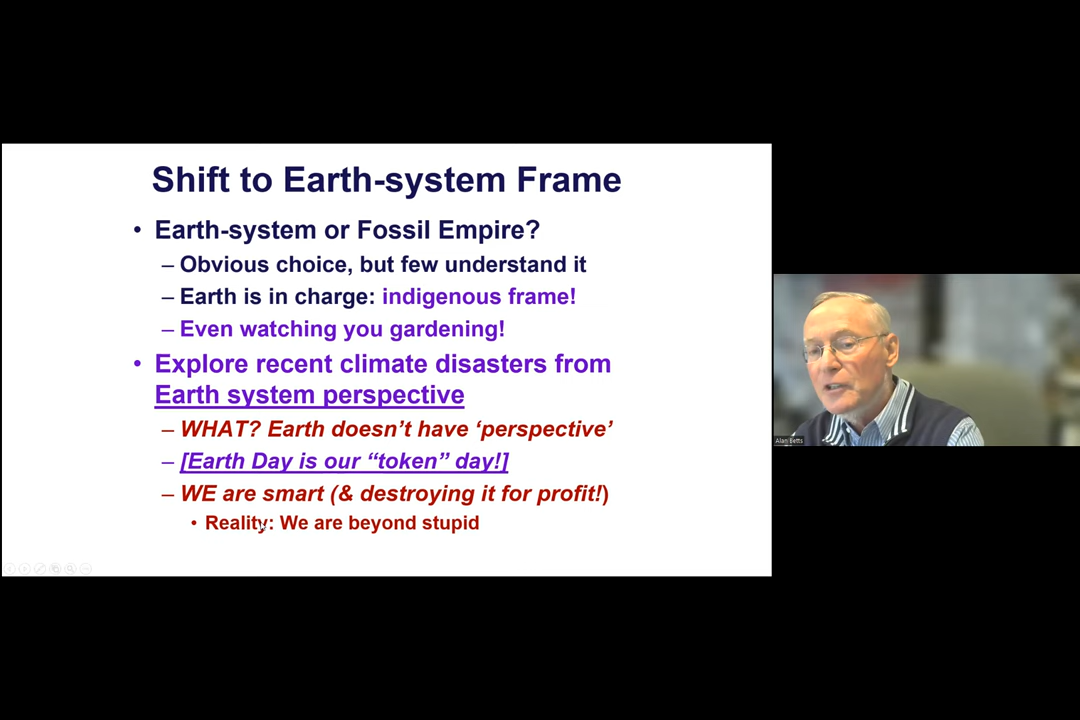 Shift to Earth-system Frame
• Earth-system or Fossil Empire?
– Obvious choice, but few understand it
– Earth is in charge: indigenous frame!
– Even watching you gardening!
• Explore recent climate disasters from
Earth system perspective
– WHAT? Earth doesn’t have ‘perspective’
– [Earth Day is our “token” day!]
– WE are smart (& destroying it for profit!)
• Reality: We are beyond stupid
Alan Betts